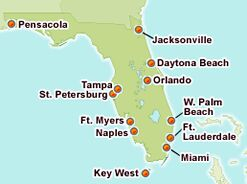 Pensacola
Jacksonville
Daytona Beach
Orlando
Tampa
St. Petersburg
W. Palm
Beach
Ft. Myers
Ft.
Lauderdale
Naples
Miami
Key West